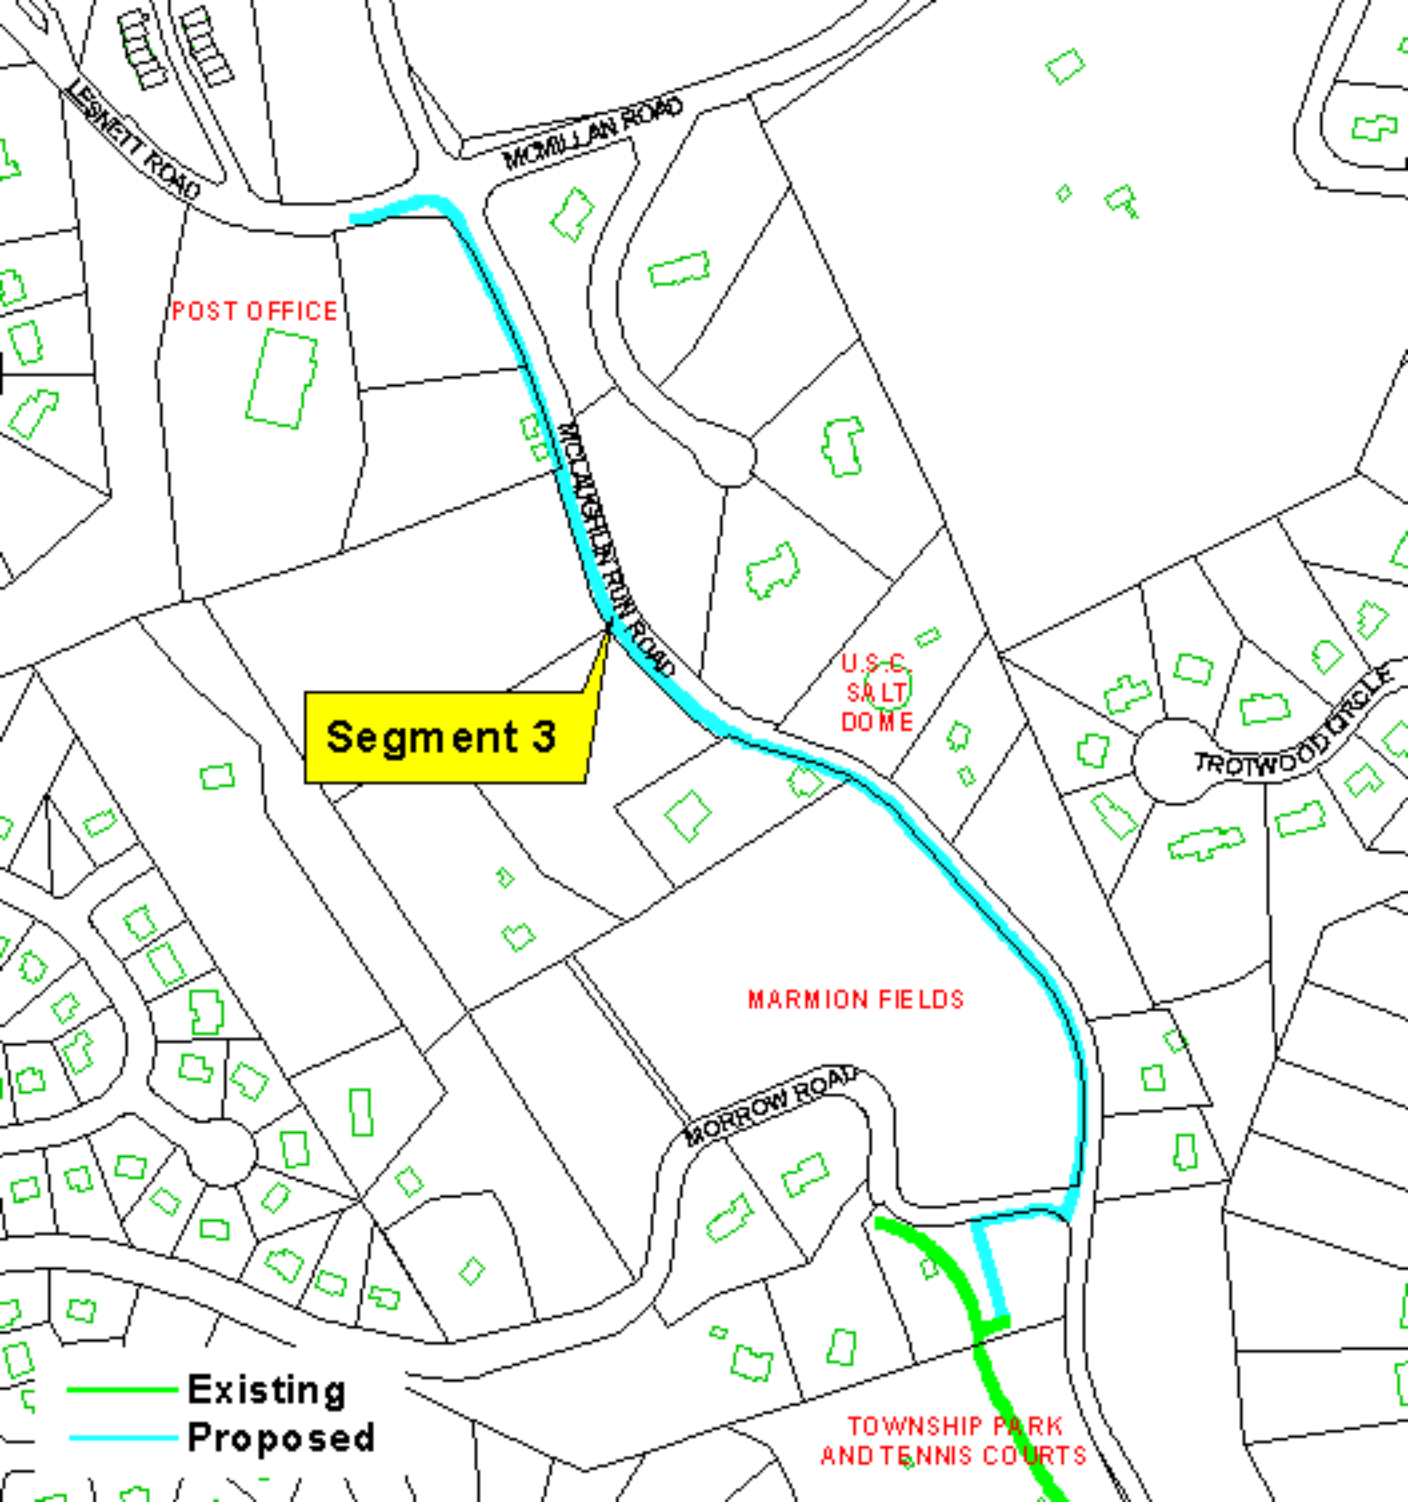 LESNETT ROAD
MCMILLAN ROAD
POST OFFICE
MCLAUGHLIN RUN ROAD
U.S.C.
SALT
DOME
TROTWOOD CIRCLE
Segment 3
MARMION FIELDS
MORROW ROAD
Existing
Proposed
TOWNSHIP PARK
AND TENNIS COURTS